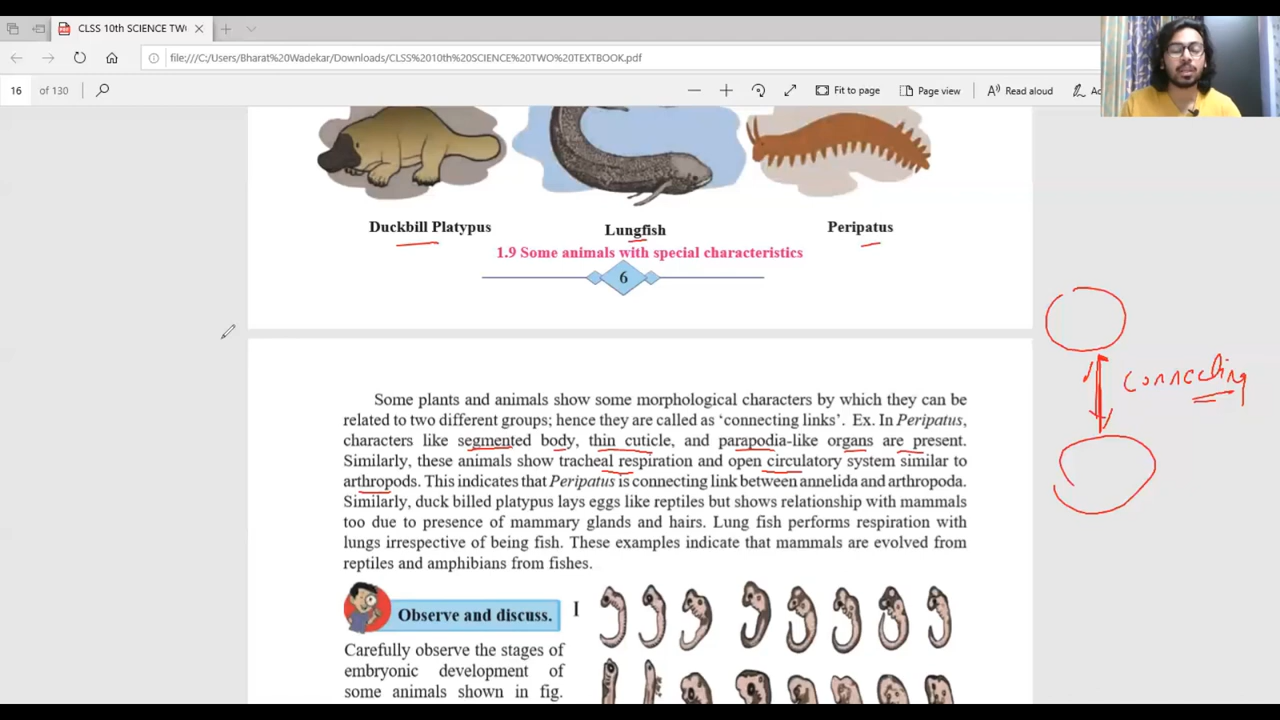 CLSS 10th SCIENCE TWO
file:///C:/Users/Bharat%20Wadekar/Downloads/CLSS%2010th%20SCIENCE%20TWO%20TEXTBOOK.pdf
16 of 130
Fit to page
Page view
Read aloud
Duckbill Platypus
Lungfish
Peripatus
1.9 Some animals with special characteristics
6
connecting
Some plants and animals show some morphological characters by which they can be
related to two different groups; hence they are called as ‘connecting links’. Ex. In Peripatus,
characters like segmented body, thin cuticle, and parapodia-like organs are present.
Similarly, these animals show tracheal respiration and open circulatory system similar to
arthropods. This indicates that Peripatus is connecting link between annelida and arthropoda.
Similarly, duck billed platypus lays eggs like reptiles but shows relationship with mammals
too due to presence of mammary glands and hairs. Lung fish performs respiration with
lungs irrespective of being fish. These examples indicate that mammals are evolved from
reptiles and amphibians from fishes.
Observe and discuss.
Carefully observe the stages of
embryonic development of
some animals shown in fig.